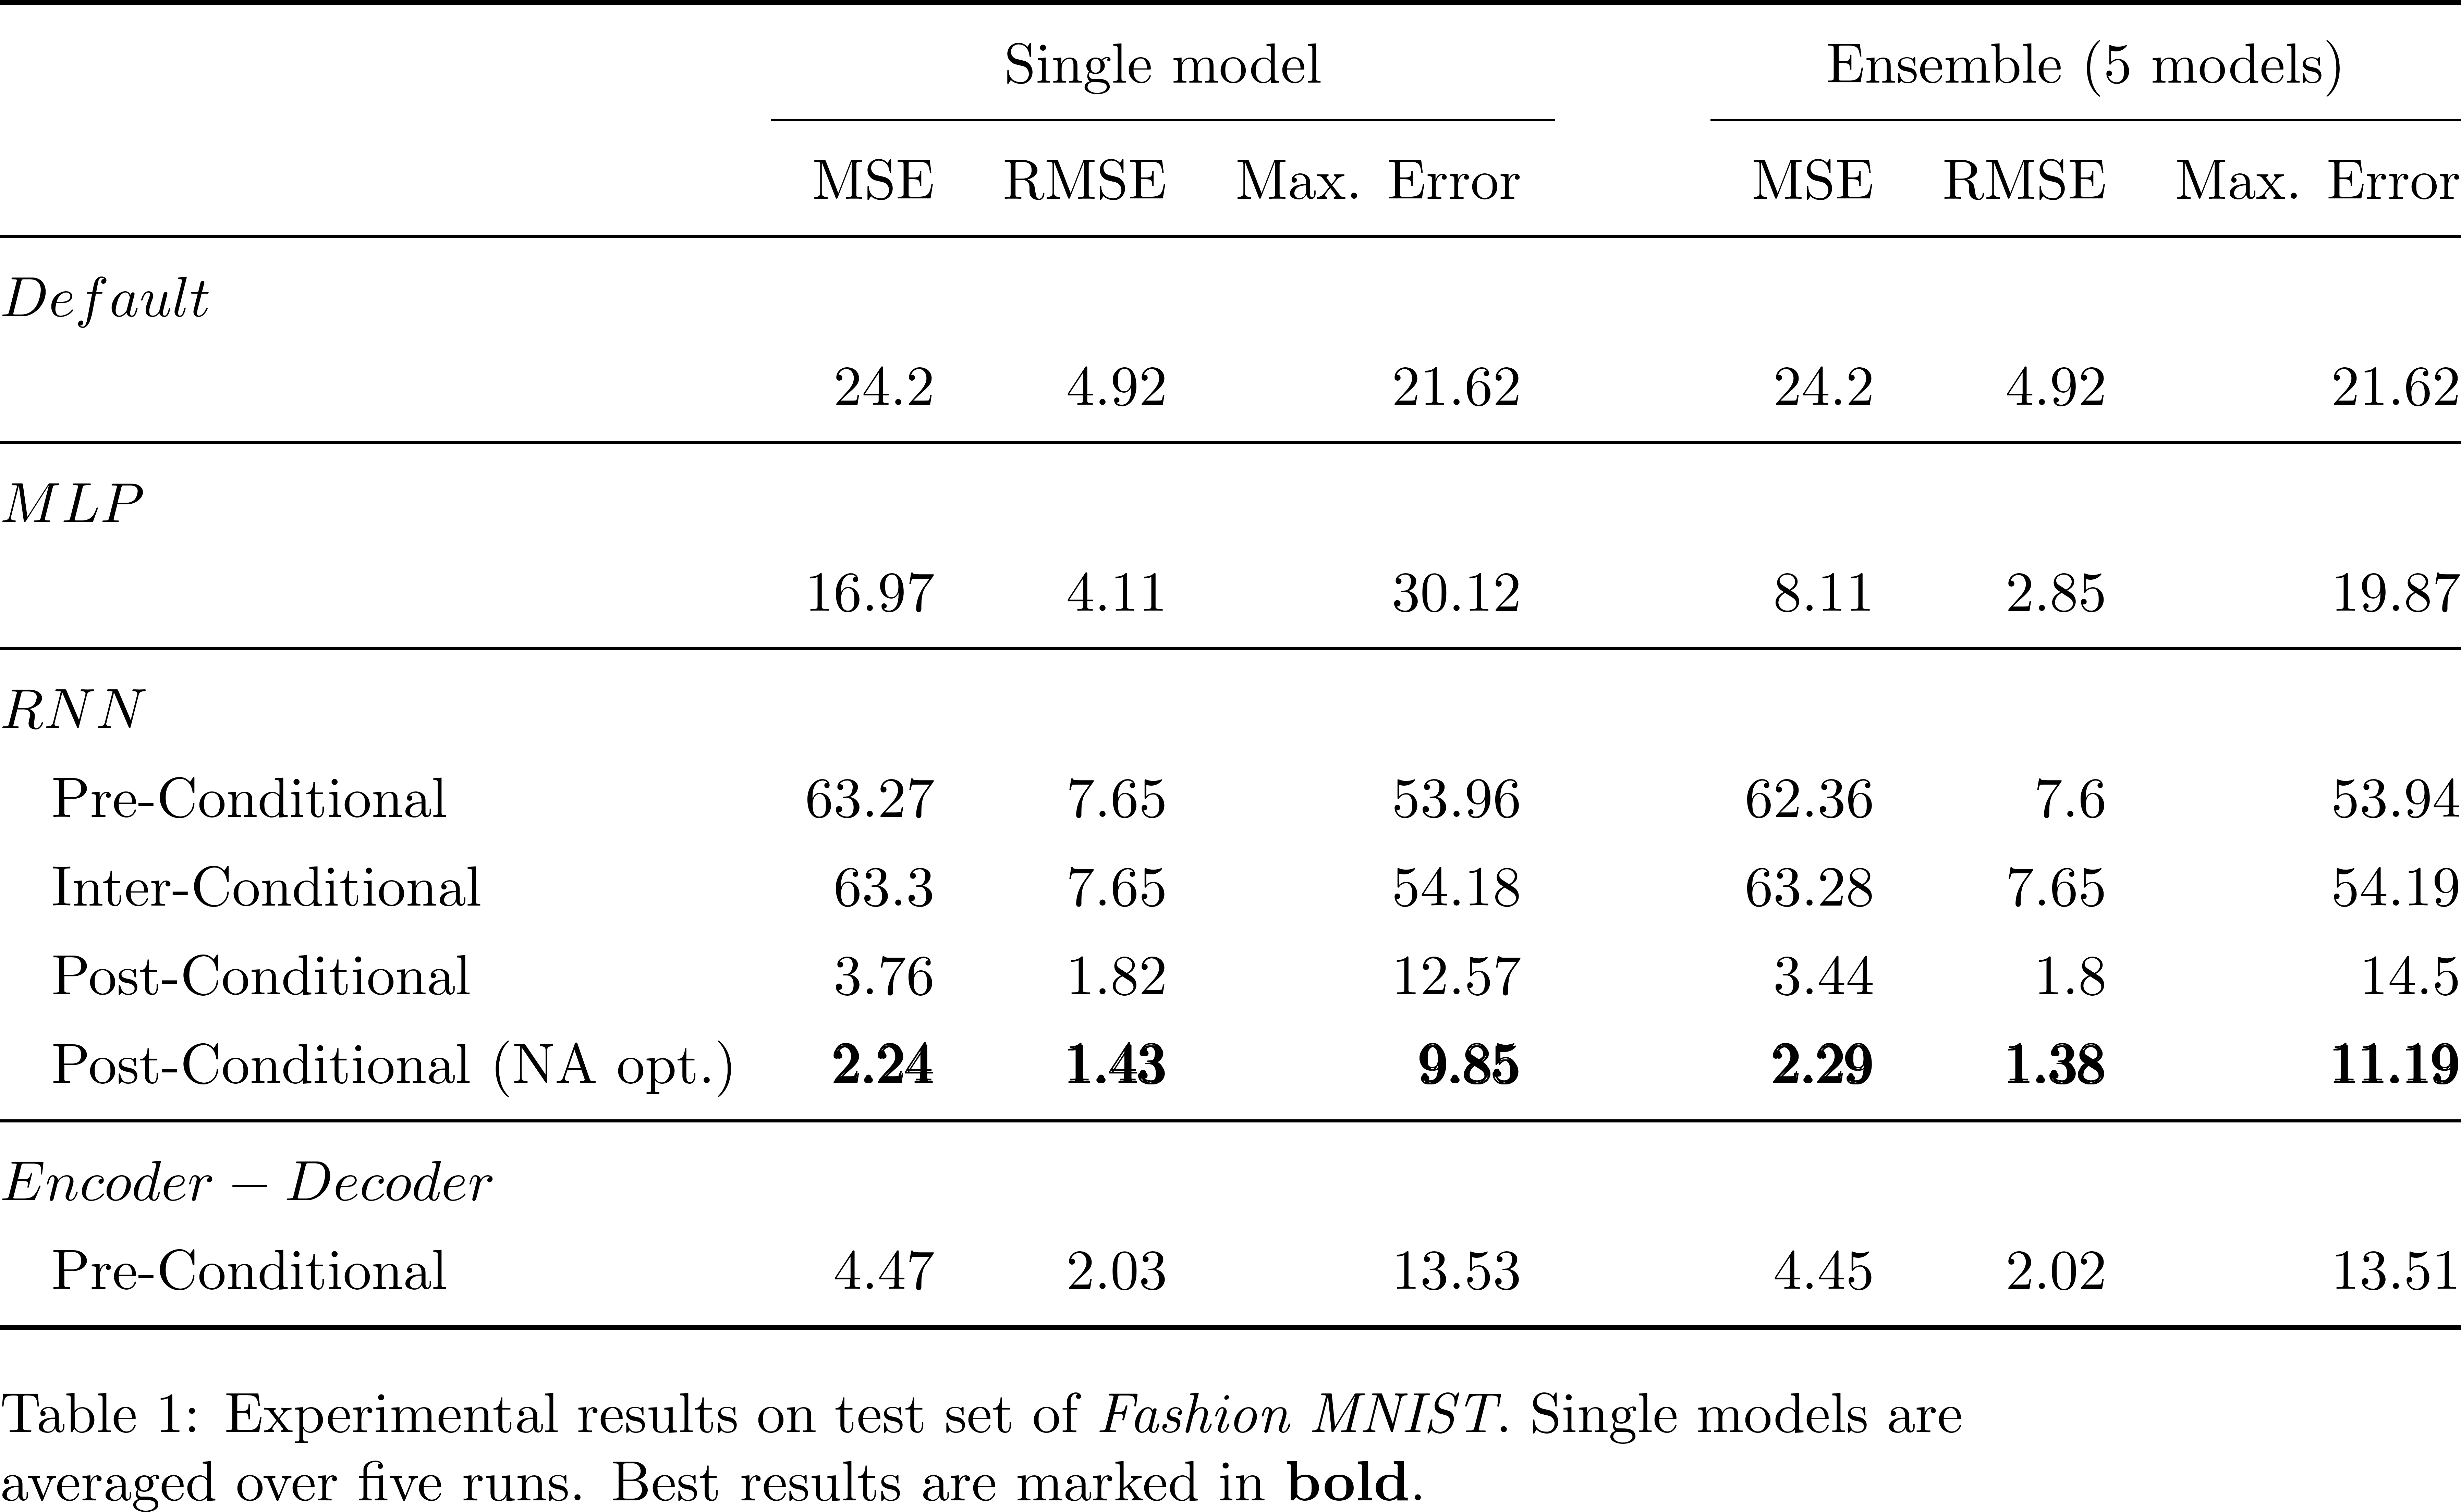 Single model Ensemble (5 models)
MSE RMSE Max. Error MSE RMSE Max. Error
Default
24.2 4.92 21.62 24.2 4.92 21.62
MLP
16.97 4.11 30.12 8.11 2.85 19.87
RNN
Pre-Conditional 63.27 7.65 53.96 62.36 7.6 53.94
Inter-Conditional 63.3 7.65 54.18 63.28 7.65 54.19
Post-Conditional 3.76 1.82 12.57 3.44 1.8 14.5
Post-Conditional (NA opt.) 2.24 1.43 9.85 2.29 1.38 11.19
Encoder − Decoder
Pre-Conditional 4.47 2.03 13.53 4.45 2.02 13.51
Table 1: Experimental results on test set of Fashion MNIST. Single models are
averaged over five runs. Best results are marked in bold.